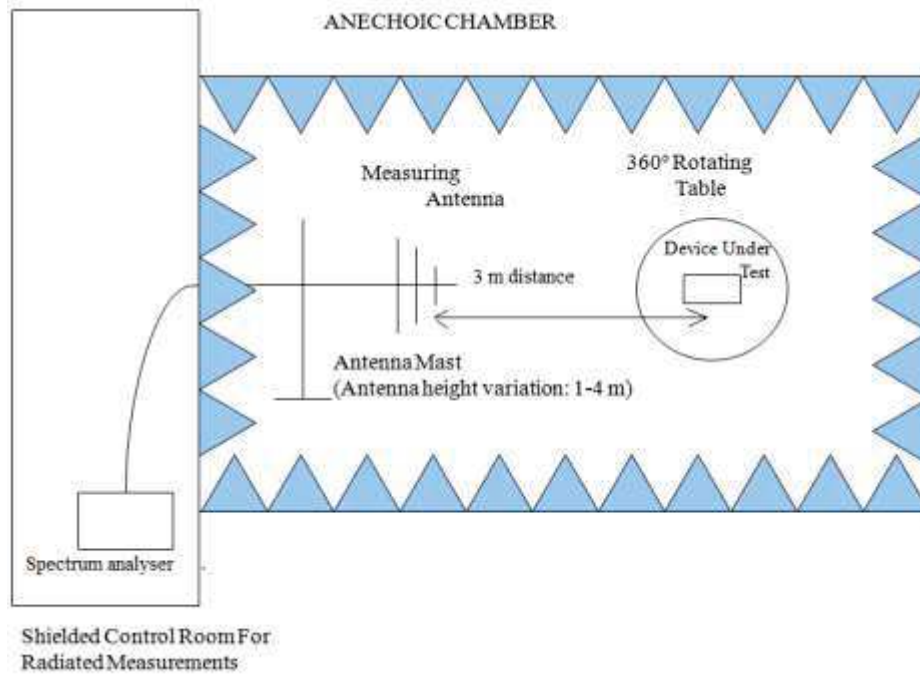 ANECHOIC CHAMBER
Measuring
Antenna
360º Rotating
Table
Device Under
Test
3 m distance
Antenna Mast
(Antenna height variation: 1-4 m)
Spectrum analyser
Shielded Control Room For
Radiated Measurements